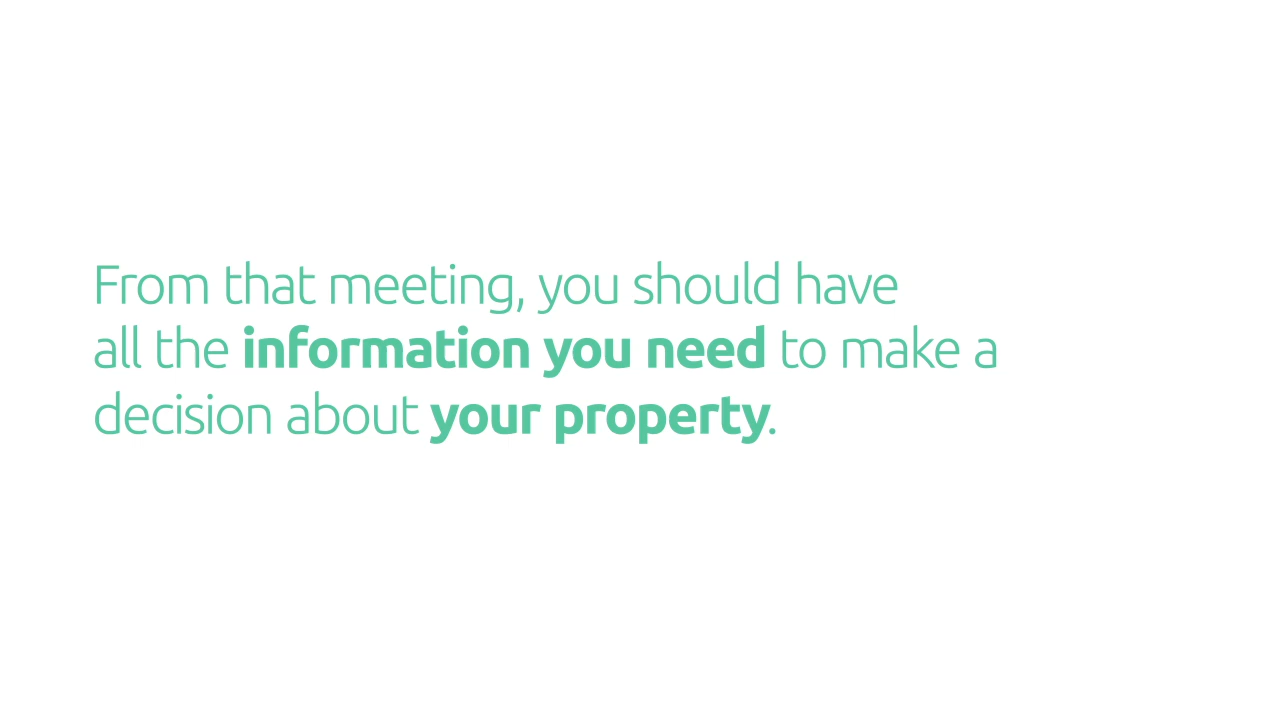 From that meeting, you should have
all the information you need to make a
decision about your property.